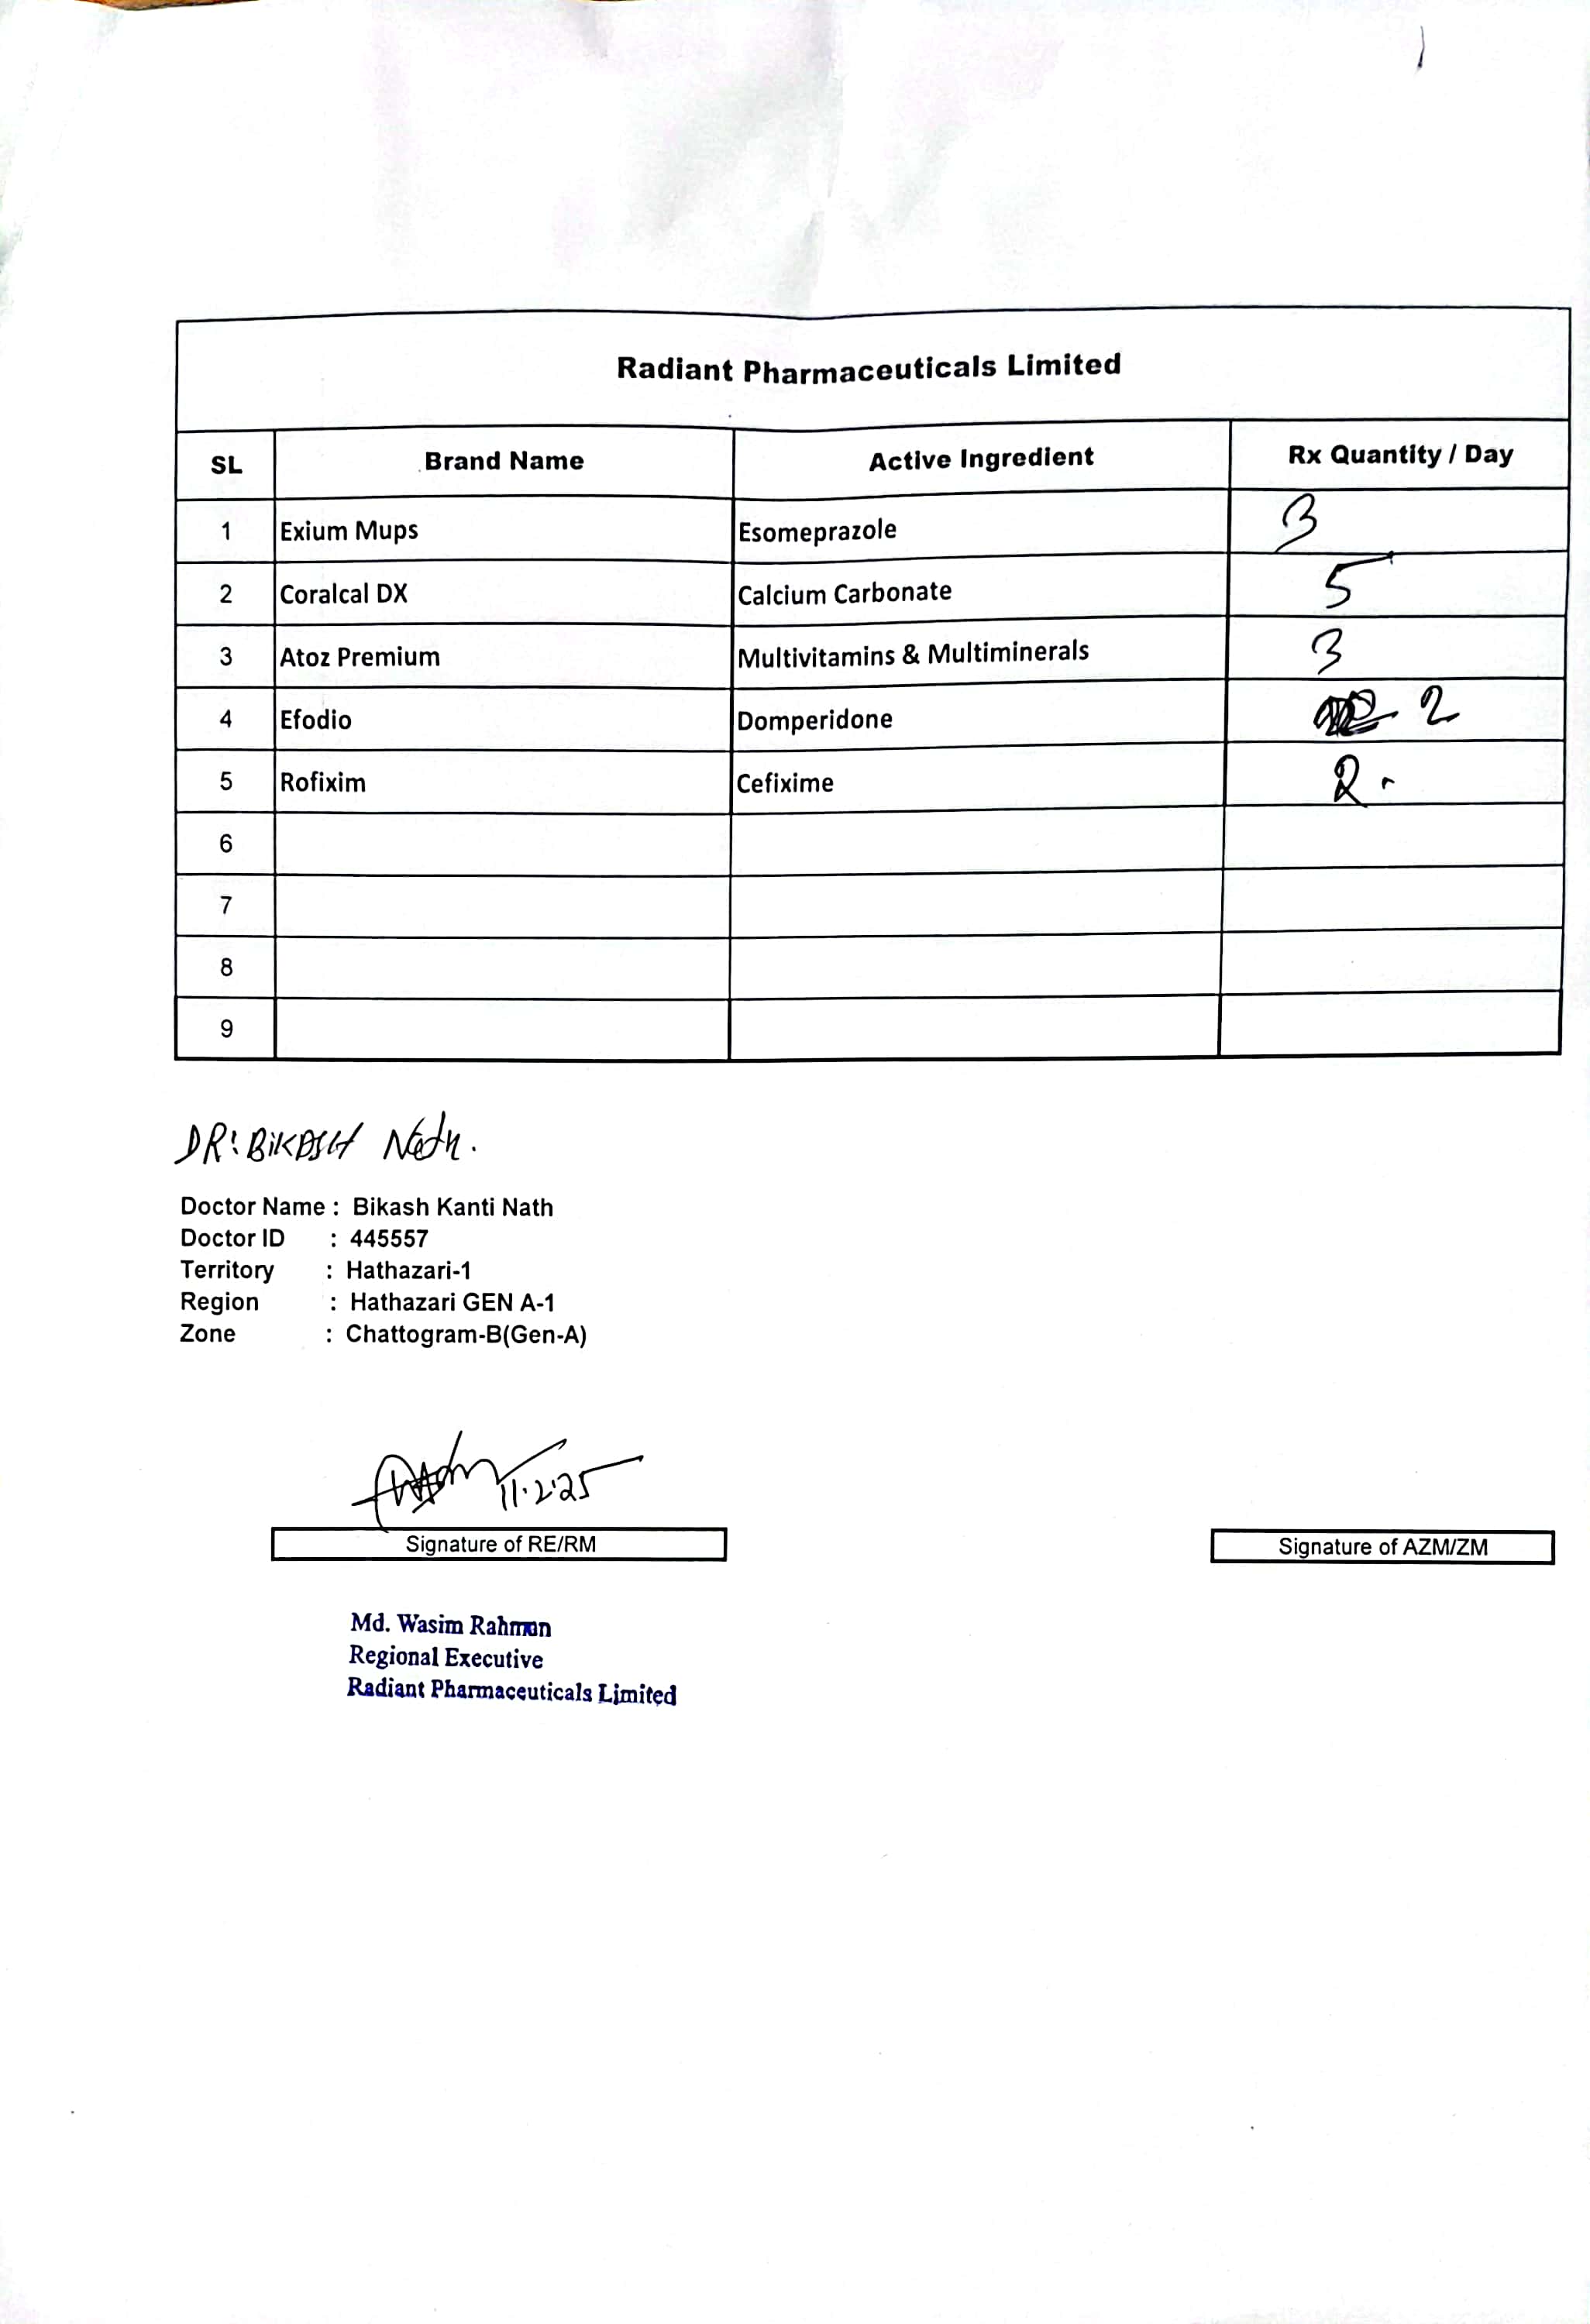 Radiant Pharmaceuticals Limited
SL Brand Name Active Ingredient Rx Quantity / Day
1 Exium Mups Esomeprazole 3
2 Coralcal DX Calcium Carbonate 5
3 Atoz Premium Multivitamins & Multiminerals 3
4 Efodio Domperidone 2
5 Rofixim Cefixime 2
6
7
8
9
DR: BIKASH Nath.
Doctor Name : Bikash Kanti Nath
Doctor ID : 445557
Territory : Hathazari-1
Region : Hathazari GEN A-1
Zone : Chattogram-B(Gen-A)
11.2.25
Signature of RE/RM Signature of AZM/ZM
Md. Wasim Rahman
Regional Executive
Radiant Pharmaceuticals Limited